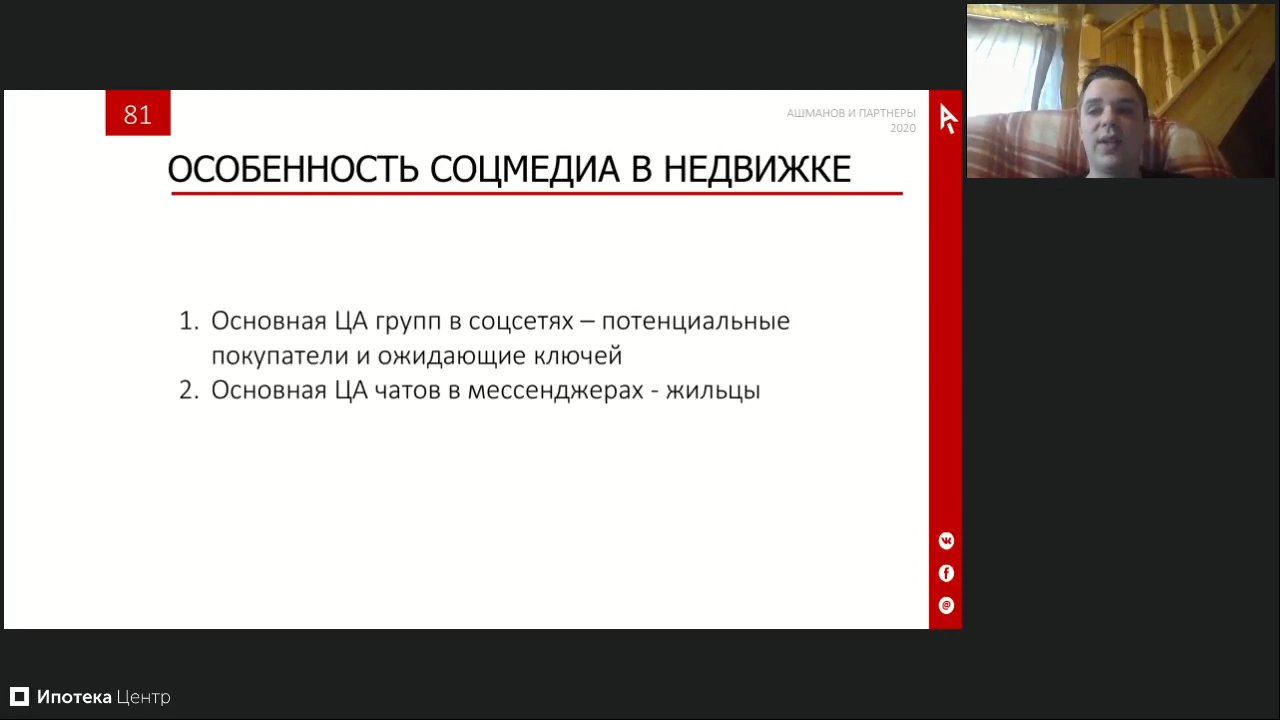 81
АШМАНОВ И ПАРТНЕРЫ
2020
ОСОБЕННОСТЬ СОЦМЕДИА В НЕДВИЖКЕ
1. Основная ЦА групп в соцсетях – потенциальные
покупатели и ожидающие ключей
2. Основная ЦА чатов в мессенджерах - жильцы
Ипотека Центр